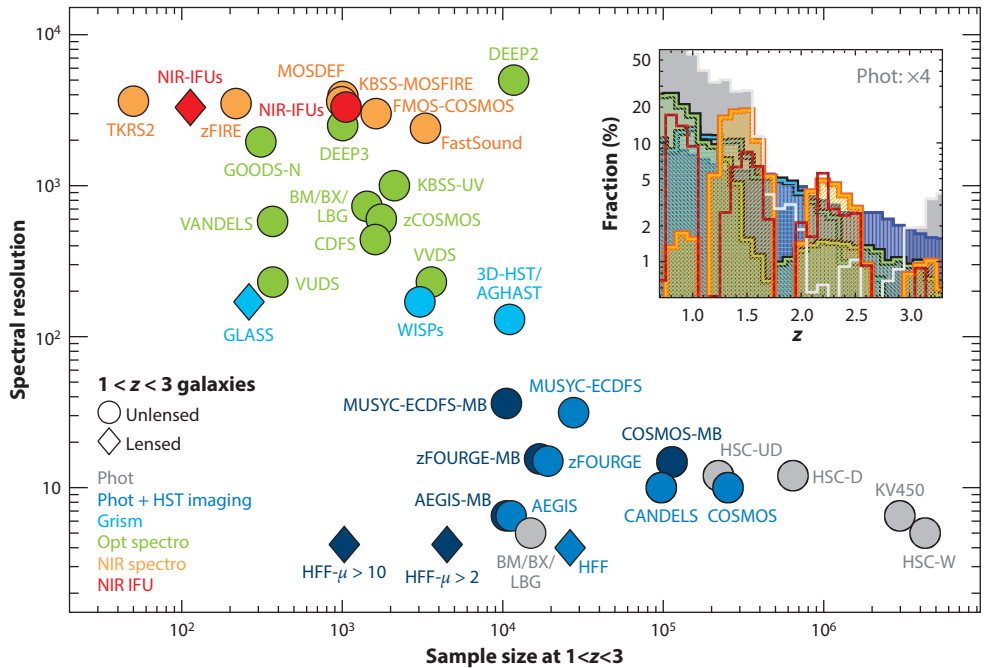 10⁴
10³
10²
10
Spectral resolution
10²
10³
10⁴
10⁵
10⁶
Sample size at 1<z<3
DEEP2
MOSDEF
NIR-IFUs
KBSS-MOSFIRE
NIR-IFUs
FMOS-COSMOS
TKRS2
zFIRE
FastSound
DEEP3
GOODS-N
KBSS-UV
BM/BX/
LBG
VANDELS
zCOSMOS
CDFS
VVDS
3D-HST/
AGHAST
VUDS
GLASS
WISPs
MUSYC-ECDFS
MUSYC-ECDFS-MB
COSMOS-MB
HSC-UD
zFOURGE-MB
zFOURGE
HSC-D
KV450
AEGIS-MB
AEGIS
CANDELS
COSMOS
HFF-μ > 10
HFF-μ > 2
BM/BX/
LBG
HFF
HSC-W
1 < z < 3 galaxies
Unlensed
Lensed
Phot
Phot + HST imaging
Grism
Opt spectro
NIR spectro
NIR IFU
Phot: ×4
Fraction (%)
50
20
10
5
2
1
1.0
1.5
2.0
2.5
3.0
z